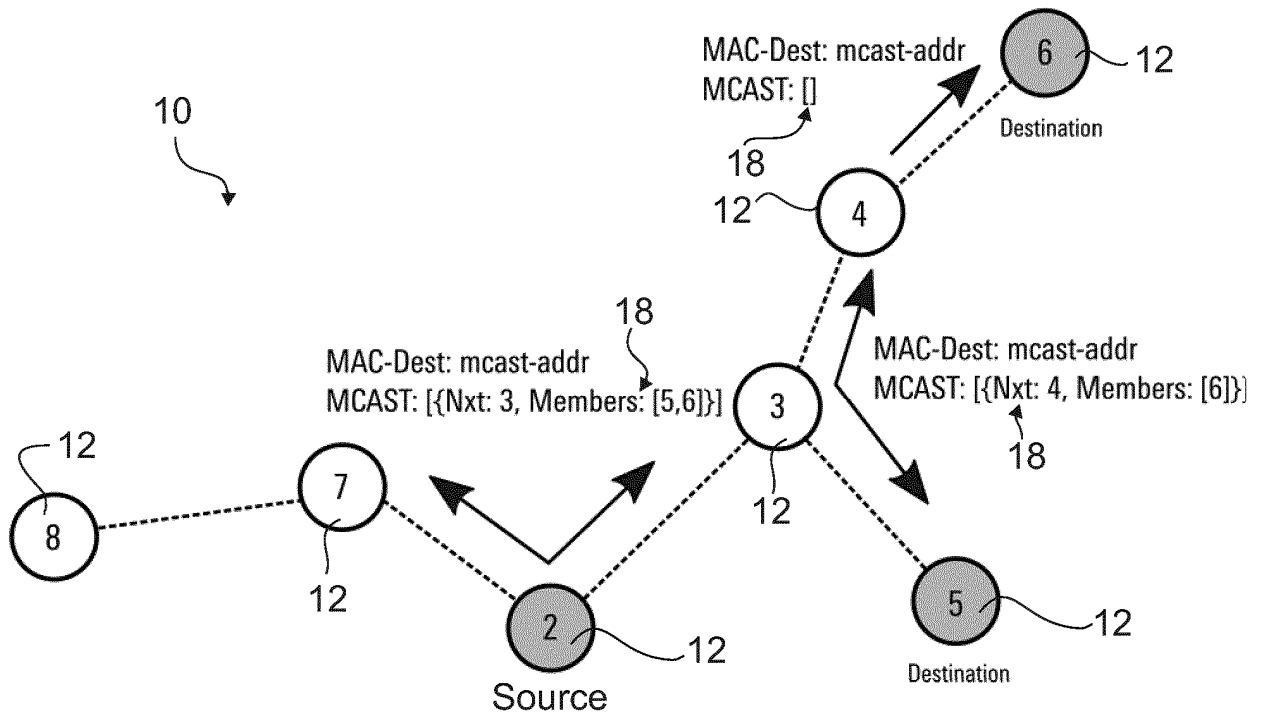 MAC-Dest: mcast-addr
MCAST: []
6
12
Destination
10
18
12
4
18
MAC-Dest: mcast-addr
MCAST: [{Nxt: 3, Members: [5,6]}]
3
MAC-Dest: mcast-addr
MCAST: [{Nxt: 4, Members: [6]}]
18
12
12
7
8
12
2
12
Source
5
12
Destination